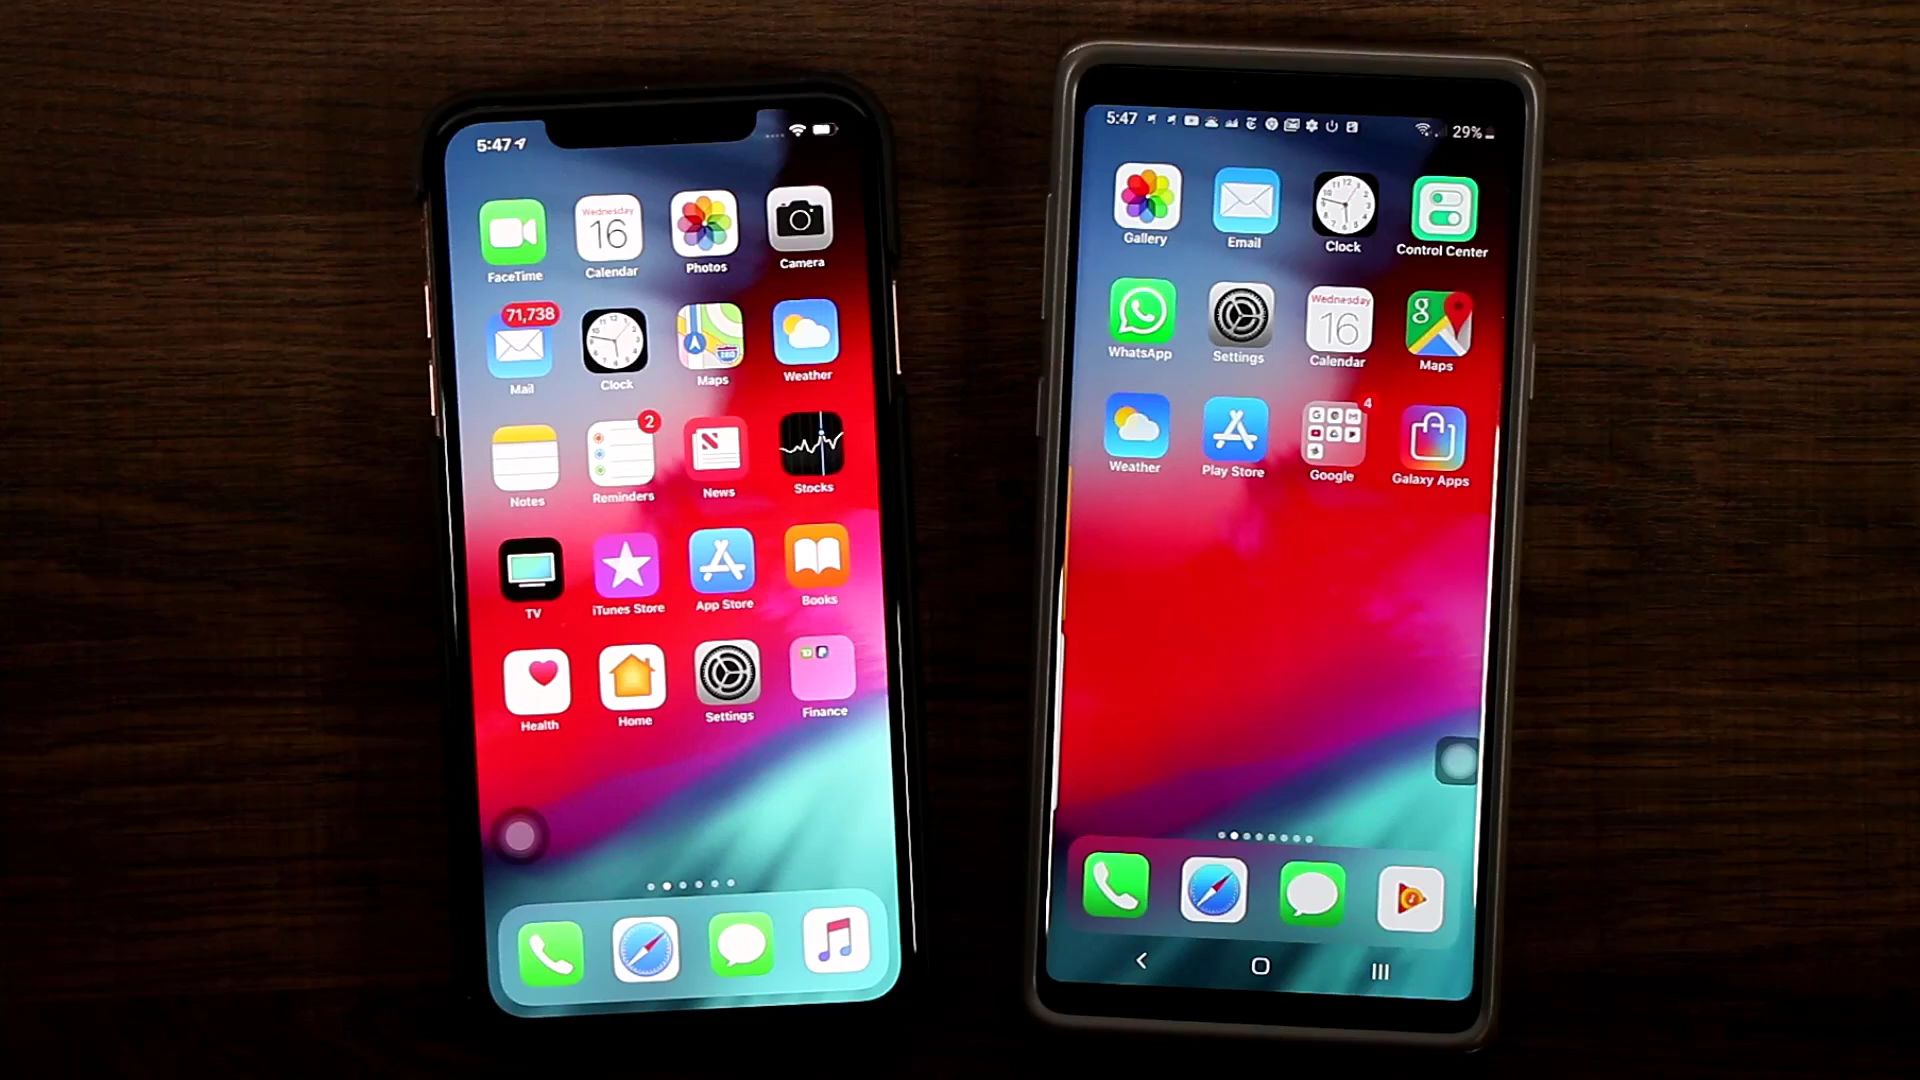 5:47
FaceTime
Wednesday
16
Calendar
Photos
Camera
71,738
Mail
Clock
280
Maps
Weather
Notes
2
Reminders
News
Stocks
TV
iTunes Store
App Store
Books
Health
Home
Settings
Finance
5:47
29%
Gallery
Email
Clock
Control Center
WhatsApp
Settings
Wednesday
16
Calendar
g
Maps
Weather
Play Store
4
G
M
Google
Galaxy Apps